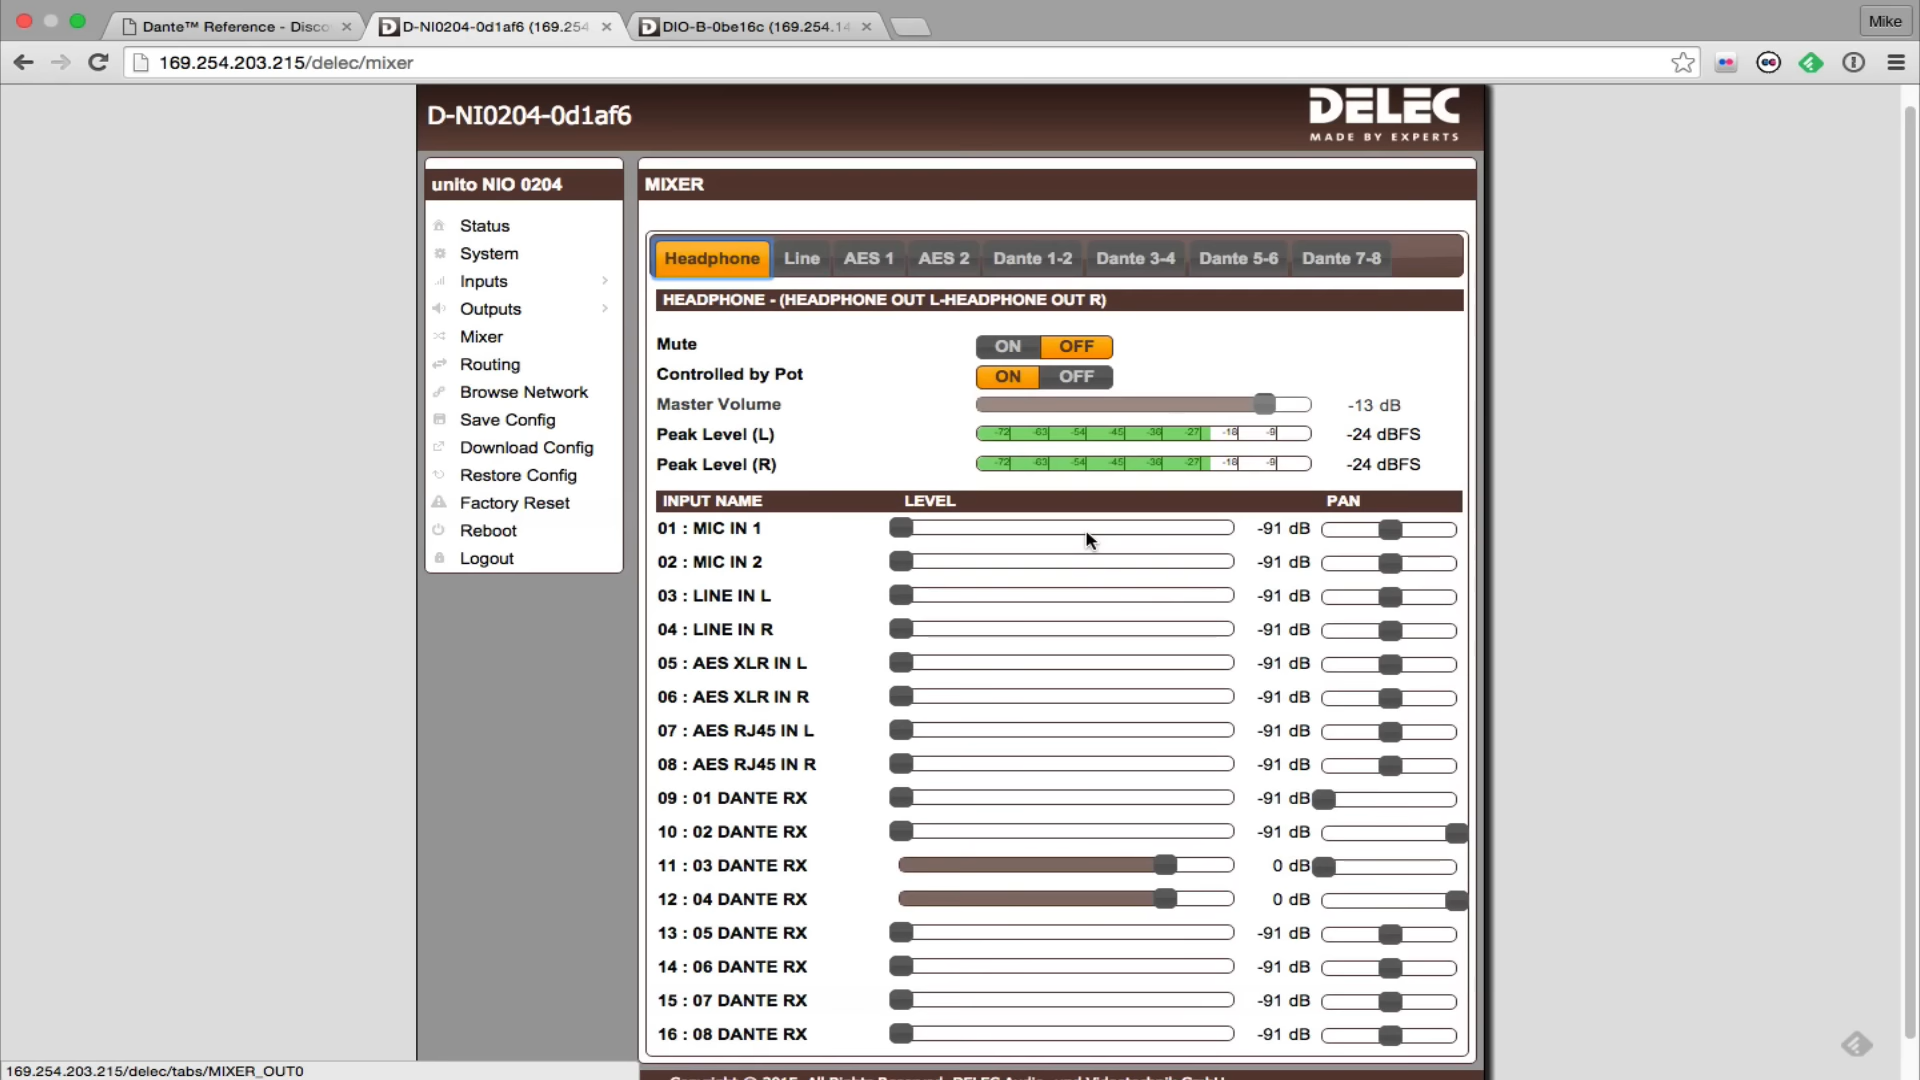 Dante™ Reference - Disco
D-NI0204-0d1af6 (169.254
DIO-B-0be16c (169.254.14
Mike
169.254.203.215/delec/mixer
D-NI0204-0d1af6
DELEC
MADE BY EXPERTS
unito NIO 0204
Status
System
Inputs
Outputs
Mixer
Routing
Browse Network
Save Config
Download Config
Restore Config
Factory Reset
Reboot
Logout
MIXER
Headphone Line AES 1 AES 2 Dante 1-2 Dante 3-4 Dante 5-6 Dante 7-8
HEADPHONE - (HEADPHONE OUT L-HEADPHONE OUT R)
Mute ON OFF
Controlled by Pot ON OFF
Master Volume -13 dB
Peak Level (L) -72 -63 -54 -45 -36 -27 -18 -9 -24 dBFS
Peak Level (R) -72 -63 -54 -45 -36 -27 -18 -9 -24 dBFS
INPUT NAME LEVEL PAN
01 : MIC IN 1 -91 dB
02 : MIC IN 2 -91 dB
03 : LINE IN L -91 dB
04 : LINE IN R -91 dB
05 : AES XLR IN L -91 dB
06 : AES XLR IN R -91 dB
07 : AES RJ45 IN L -91 dB
08 : AES RJ45 IN R -91 dB
09 : 01 DANTE RX -91 dB
10 : 02 DANTE RX -91 dB
11 : 03 DANTE RX 0 dB
12 : 04 DANTE RX 0 dB
13 : 05 DANTE RX -91 dB
14 : 06 DANTE RX -91 dB
15 : 07 DANTE RX -91 dB
16 : 08 DANTE RX -91 dB
169.254.203.215/delec/tabs/MIXER_OUT0
Copyright © 2015. All Rights Reserved. DELEC Audio- und Videotechnik GmbH